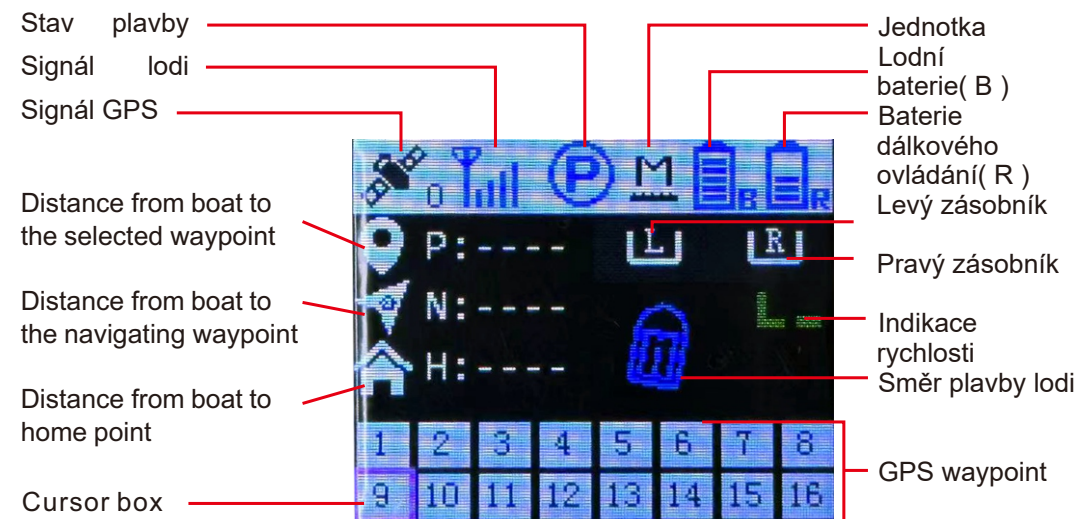 Stav plavby
Signál lodi
Signál GPS
Distance from boat to
the selected waypoint
Distance from boat to
the navigating waypoint
Distance from boat to
home point
Cursor box
0
P
M
B
R
P:----
L
R
N:----
L
H:----
1 2 3 4 5 6 7 8
9 10 11 12 13 14 15 16
Jednotka
Lodní
baterie( B )
Baterie
dálkového
ovládání( R )
Levý zásobník
Pravý zásobník
Indikace
rychlosti
Směr plavby lodi
GPS waypoint